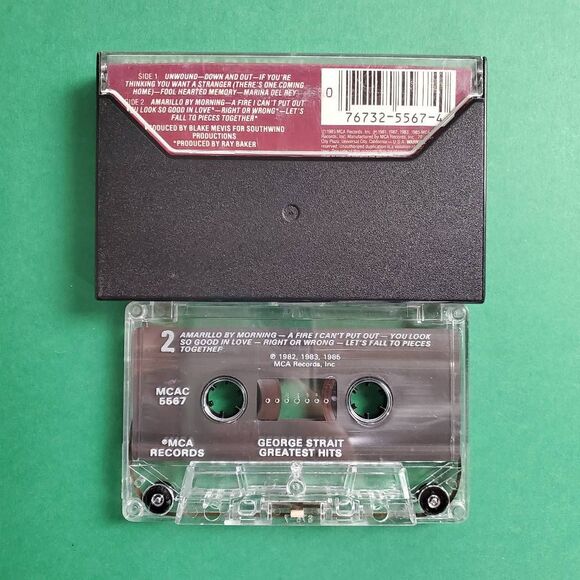 SIDE 1 UNWOUND—DOWN AND OUT—IF YOU'RE
THINKING YOU WANT A STRANGER (THERE'S ONE COMING
HOME)—FOOL HEARTED MEMORY—MARINA DEL REY
SIDE 2 AMARILLO BY MORNING—A FIRE I CAN'T PUT OUT
YOU LOOK SO GOOD IN LOVE*—RIGHT OR WRONG*—LET'S
FALL TO PIECES TOGETHER*
PRODUCED BY BLAKE MEVIS FOR SOUTHWIND
PRODUCTIONS
*PRODUCED BY RAY BAKER
0
76732-5567-4
2
AMARILLO BY MORNING — A FIRE I CAN'T PUT OUT — YOU LOOK
SO GOOD IN LOVE — RIGHT OR WRONG — LET'S FALL TO PIECES
TOGETHER
℗ 1982, 1983, 1985
MCA Records, Inc
MCAC
5567
®MCA
RECORDS
GEORGE STRAIT
GREATEST HITS